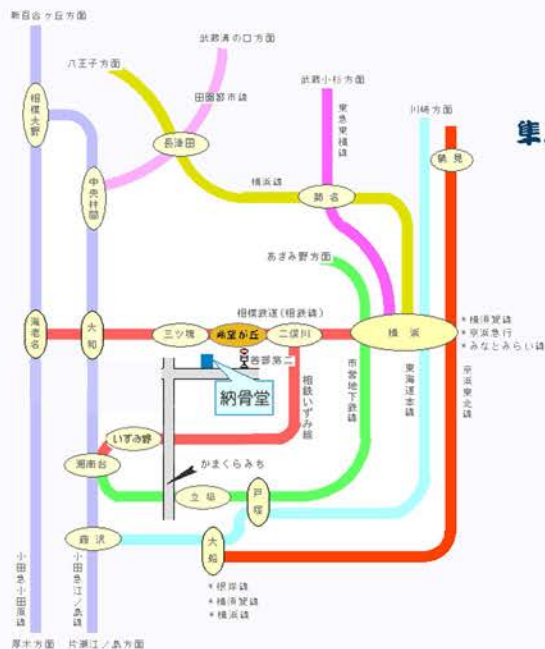 新百合ヶ丘方面
武蔵溝の口方面
八王子方面
武蔵小杉方面
川崎方面
田園都市線
東急東横線
相模大野
長津田
鶴見
中央林間
横浜線
菊名
あざみ野方面
相模鉄道(相鉄線)
海老名
大和
三ツ境
希望が丘
二俣川
横浜
*横須賀線
*京浜急行
*みなとみらい線
若葉第二
納骨堂
相鉄いずみ線
市営地下鉄線
東海道本線
京浜東北線
いずみ野
湘南台
かまくらみち
立場
戸塚
藤沢
大船
*根岸線
*横須賀線
*横浜線
小田急小田原線
小田急江ノ島線
厚木方面
片瀬江ノ島方面